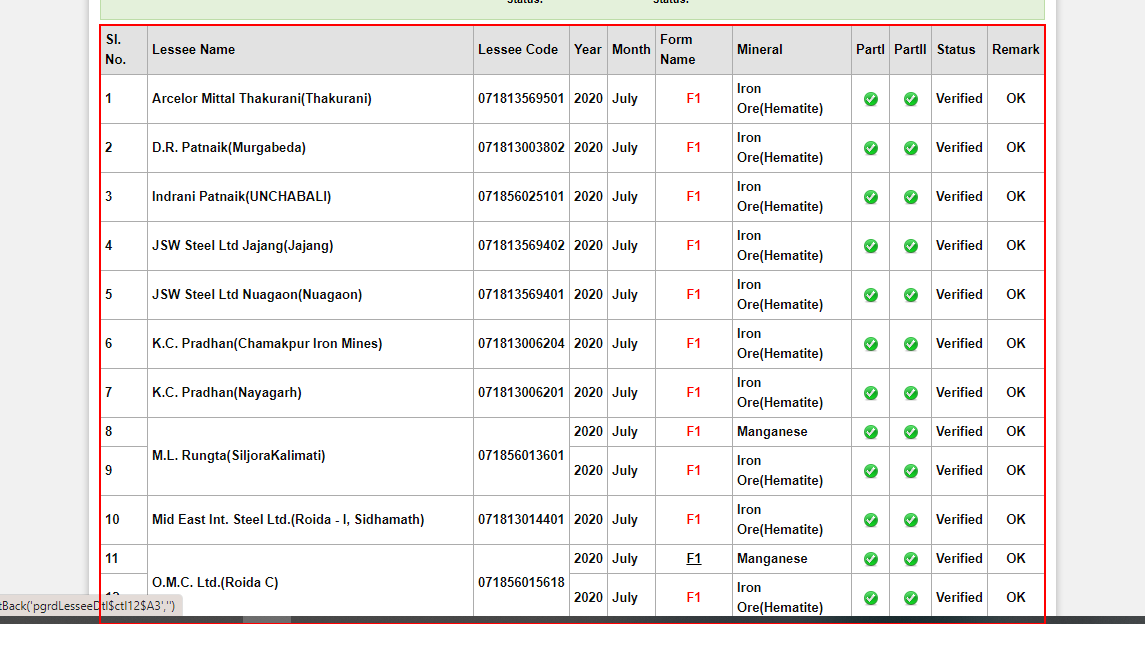 Status: Status:
Sl. No. Lessee Name Lessee Code Year Month Form Name Mineral PartI PartII Status Remark
1 Arcelor Mittal Thakurani(Thakurani) 071813569501 2020 July F1 Iron Ore(Hematite) Verified OK
2 D.R. Patnaik(Murgabeda) 071813003802 2020 July F1 Iron Ore(Hematite) Verified OK
3 Indrani Patnaik(UNCHABALI) 071856025101 2020 July F1 Iron Ore(Hematite) Verified OK
4 JSW Steel Ltd Jajang(Jajang) 071813569402 2020 July F1 Iron Ore(Hematite) Verified OK
5 JSW Steel Ltd Nuagaon(Nuagaon) 071813569401 2020 July F1 Iron Ore(Hematite) Verified OK
6 K.C. Pradhan(Chamakpur Iron Mines) 071813006204 2020 July F1 Iron Ore(Hematite) Verified OK
7 K.C. Pradhan(Nayagarh) 071813006201 2020 July F1 Iron Ore(Hematite) Verified OK
8 M.L. Rungta(SiljoraKalimati) 071856013601 2020 July F1 Manganese Verified OK
9 2020 July F1 Iron Ore(Hematite) Verified OK
10 Mid East Int. Steel Ltd.(Roida - I, Sidhamath) 071813014401 2020 July F1 Iron Ore(Hematite) Verified OK
11 O.M.C. Ltd.(Roida C) 071856015618 2020 July F1 Manganese Verified OK
2020 July F1 Iron Ore(Hematite) Verified OK
tBack('pgrdLesseeDtl$ctl12$A3','')